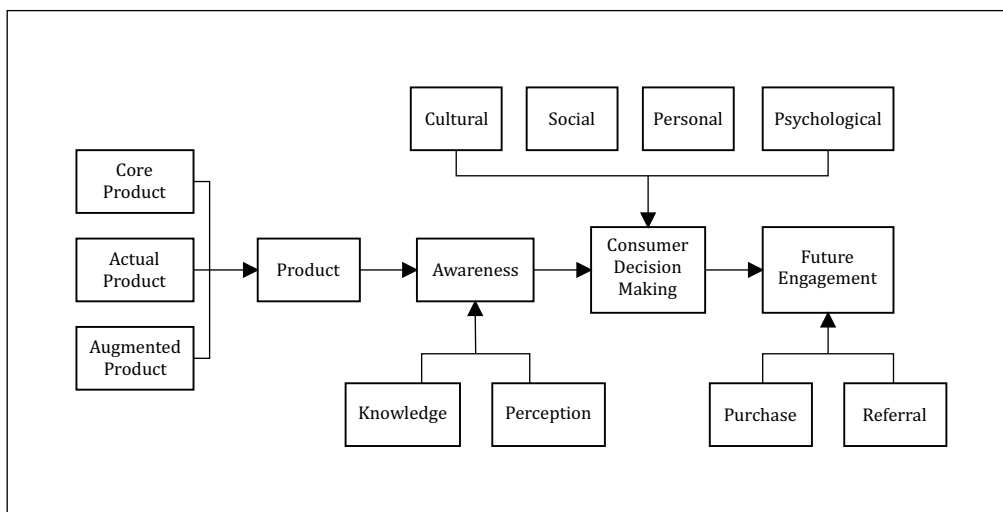 Cultural
Social
Personal
Psychological
Core
Product
Actual
Product
Augmented
Product
Product
Awareness
Consumer
Decision
Making
Future
Engagement
Knowledge
Perception
Purchase
Referral